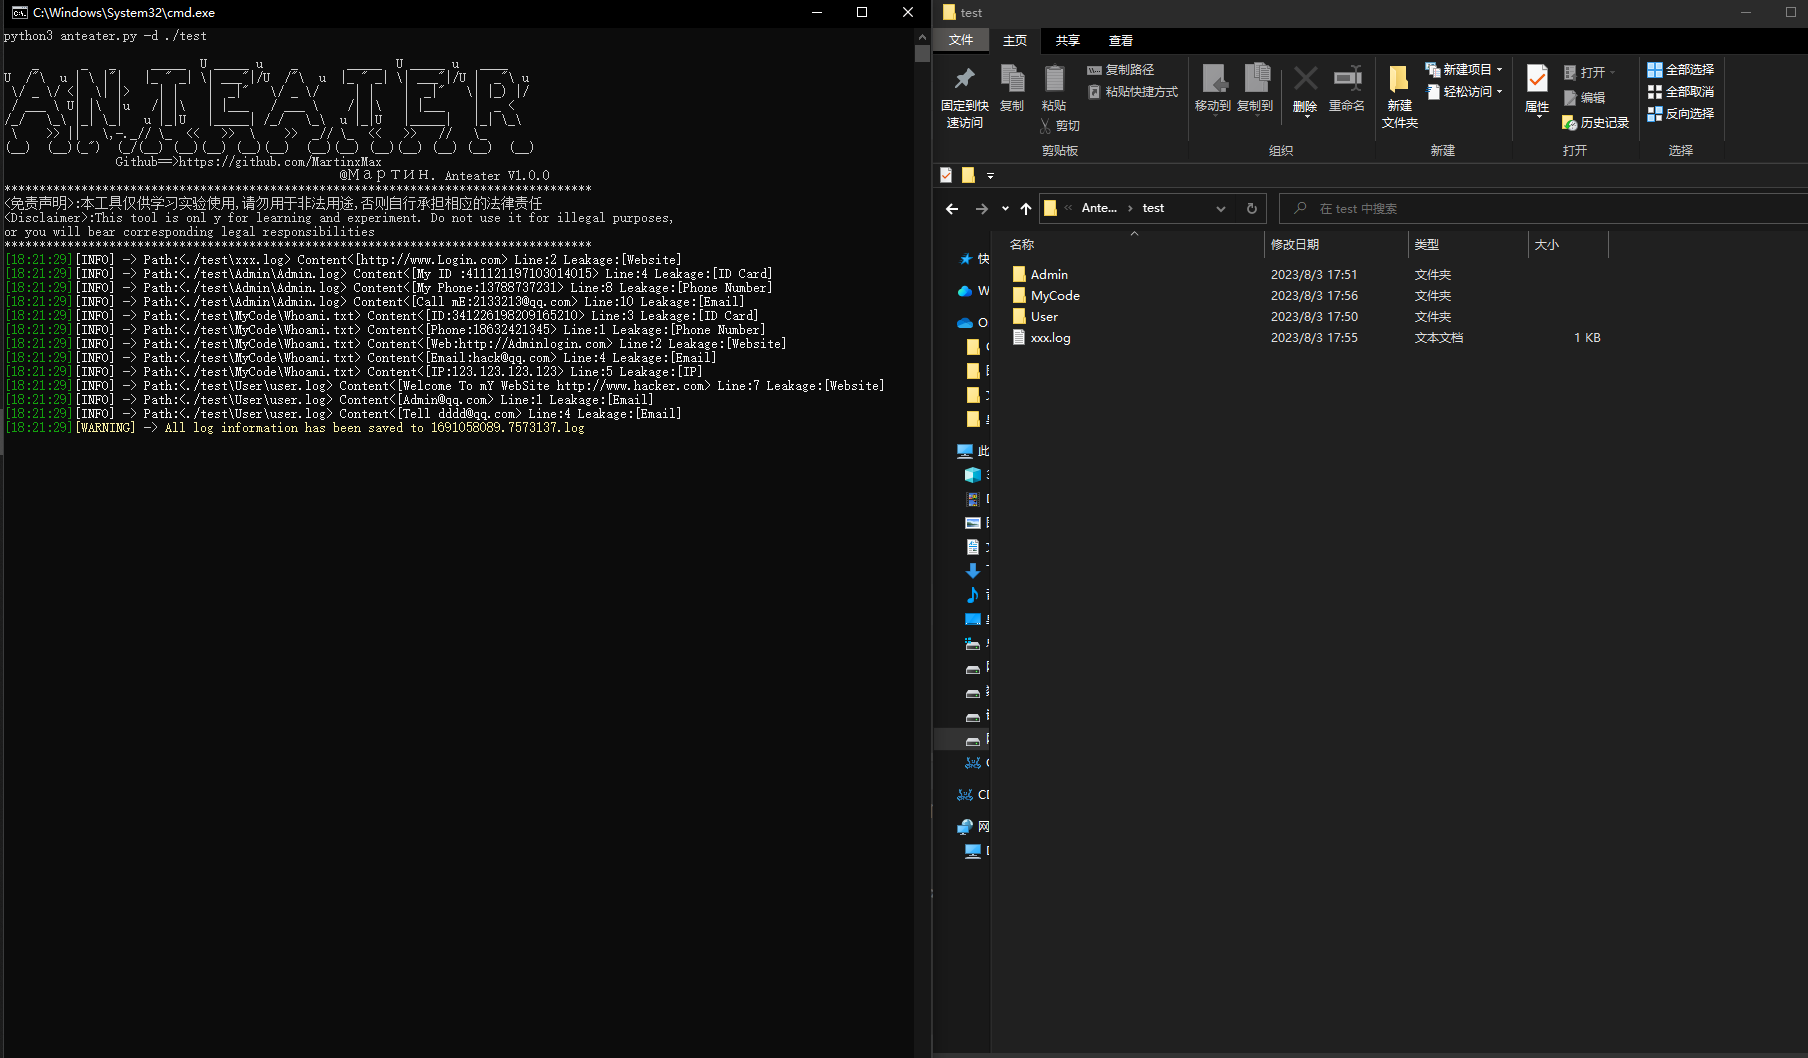 C:\Windows\System32\cmd.exe
python3 anteater.py -d ./test
Github==>https://github.com/MartinxMax
@Мартин. Anteater V1.0.0
************************************************************************************
<免责声明>:本工具仅供学习实验使用,请勿用于非法用途,否则自行承担相应的法律责任
<Disclaimer>:This tool is onl y for learning and experiment. Do not use it for illegal purposes,
or you will bear corresponding legal responsibilities
************************************************************************************
[18:21:29][INFO] -> Path:<./test\xxx.log> Content<[http://www.Login.com> Line:2 Leakage:[Website]
[18:21:29][INFO] -> Path:<./test\Admin\Admin.log> Content<[My ID :411121197103014015> Line:4 Leakage:[ID Card]
[18:21:29][INFO] -> Path:<./test\Admin\Admin.log> Content<[My Phone:13788737231> Line:8 Leakage:[Phone Number]
[18:21:29][INFO] -> Path:<./test\Admin\Admin.log> Content<[Call mE:2133213@qq.com> Line:10 Leakage:[Email]
[18:21:29][INFO] -> Path:<./test\MyCode\Whoami.txt> Content<[ID:341226198209165210> Line:3 Leakage:[ID Card]
[18:21:29][INFO] -> Path:<./test\MyCode\Whoami.txt> Content<[Phone:18632421345> Line:1 Leakage:[Phone Number]
[18:21:29][INFO] -> Path:<./test\MyCode\Whoami.txt> Content<[Web:http://Adminlogin.com> Line:2 Leakage:[Website]
[18:21:29][INFO] -> Path:<./test\MyCode\Whoami.txt> Content<[Email:hack@qq.com> Line:4 Leakage:[Email]
[18:21:29][INFO] -> Path:<./test\MyCode\Whoami.txt> Content<[IP:123.123.123.123> Line:5 Leakage:[IP]
[18:21:29][INFO] -> Path:<./test\User\user.log> Content<[Welcome To mY WebSite http://www.hacker.com> Line:7 Leakage:[Website]
[18:21:29][INFO] -> Path:<./test\User\user.log> Content<[Admin@qq.com> Line:1 Leakage:[Email]
[18:21:29][INFO] -> Path:<./test\User\user.log> Content<[Tell dddd@qq.com> Line:4 Leakage:[Email]
[18:21:29][WARNING] -> All log information has been saved to 1691058089.7573137.log
test
文件 主页 共享 查看
固定到快速访问
复制
粘贴
复制路径
粘贴快捷方式
剪切
剪贴板
移动到
复制到
删除
重命名
组织
新建文件夹
新建项目
轻松访问
新建
属性
打开
编辑
历史记录
打开
全部选择
全部取消
反向选择
选择
Ante... test
在 test 中搜索
名称 修改日期 类型 大小
Admin 2023/8/3 17:51 文件夹
MyCode 2023/8/3 17:56 文件夹
User 2023/8/3 17:50 文件夹
xxx.log 2023/8/3 17:55 文本文档 1 KB
快
W
此
网